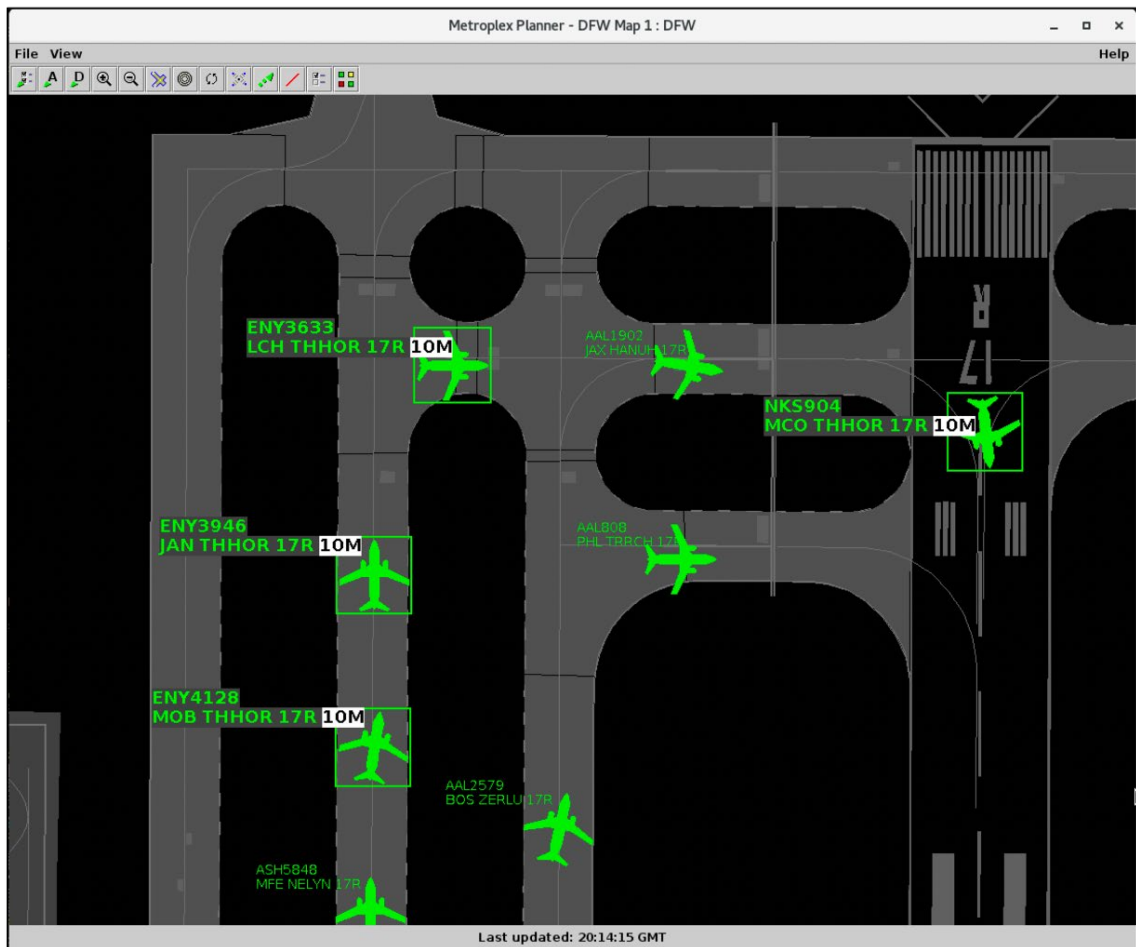 Metroplex Planner - DFW Map 1 : DFW
File View Help
A D
ENY3633
LCH THHOR 17R 10M
AAL1902
JAX HANUH 17R
NKS904
MCO THHOR 17R 10M
17R
ENY3946
JAN THHOR 17R 10M
AAL808
PHL TRRCH 17R
ENY4128
MOB THHOR 17R 10M
AAL2579
BOS ZERLU 17R
ASH5848
MFE NELYN 17R
Last updated: 20:14:15 GMT